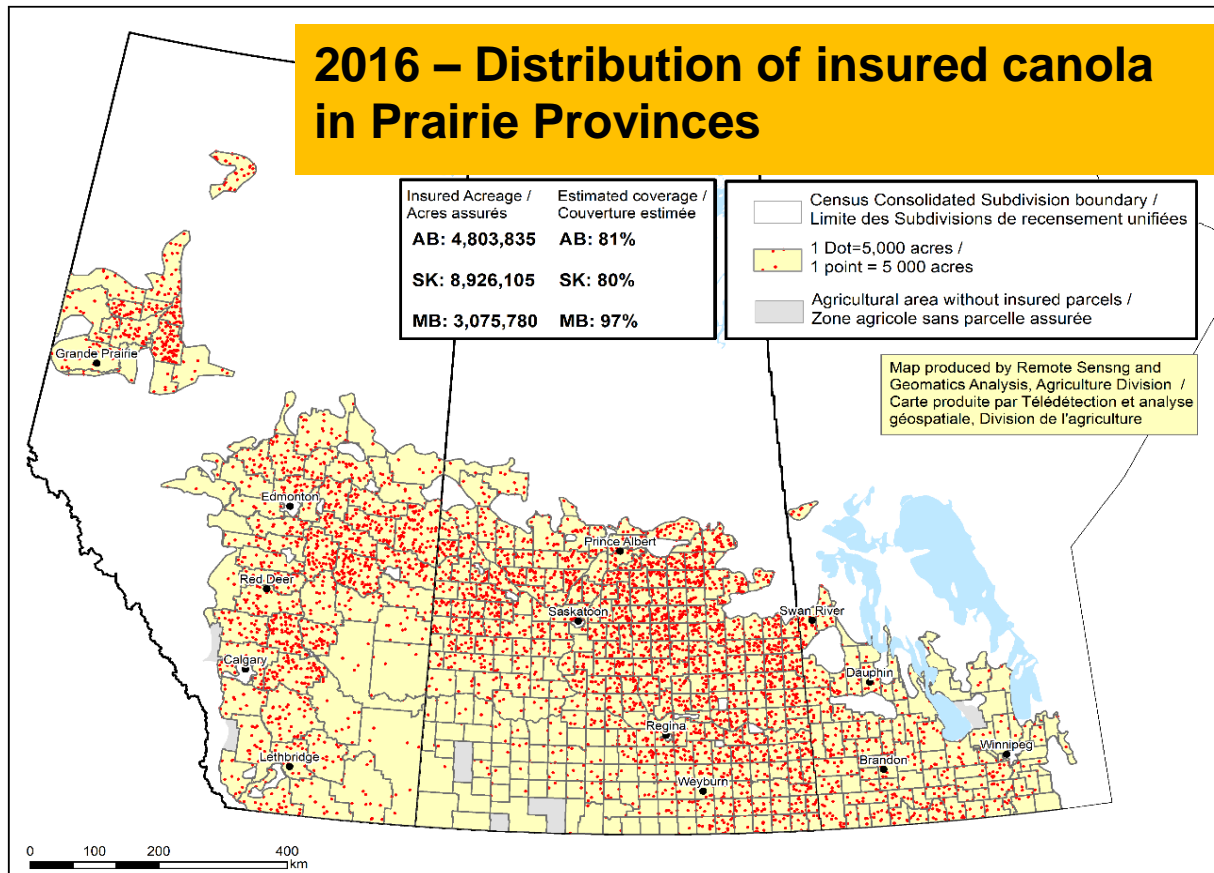 2016 – Distribution of insured canola
in Prairie Provinces
Insured Acreage /
Acres assurés
Estimated coverage /
Couverture estimée
AB: 4,803,835
AB: 81%
SK: 8,926,105
SK: 80%
MB: 3,075,780
MB: 97%
Census Consolidated Subdivision boundary /
Limite des Subdivisions de recensement unifiées
1 Dot=5,000 acres /
1 point = 5 000 acres
Agricultural area without insured parcels /
Zone agricole sans parcelle assurée
Map produced by Remote Sensng and
Geomatics Analysis, Agriculture Division /
Carte produite par Télédétection et analyse
géospatiale, Division de l'agriculture
Grande Prairie
Edmonton
Prince Albert
Red Deer
Saskatoon
Swan River
Calgary
Dauphin
Regina
Winnipeg
Lethbridge
Brandon
Weyburn
0 100 200 400
km